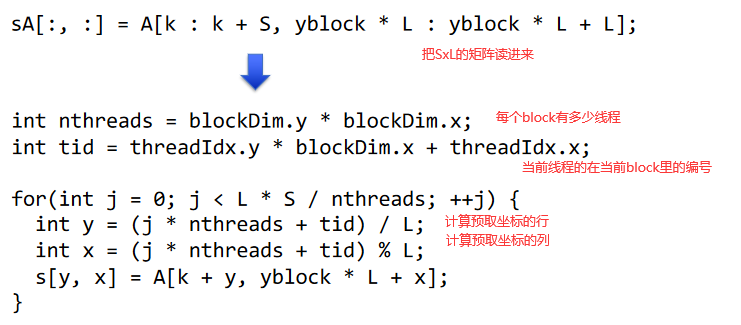 sA[:, :] = A[k : k + S, yblock * L : yblock * L + L];
把SxL的矩阵读进来
int nthreads = blockDim.y * blockDim.x; 每个block有多少线程
int tid = threadIdx.y * blockDim.x + threadIdx.x;
当前线程的在当前block里的编号
for(int j = 0; j < L * S / nthreads; ++j) {
int y = (j * nthreads + tid) / L; 计算预取坐标的行
int x = (j * nthreads + tid) % L; 计算预取坐标的列
s[y, x] = A[k + y, yblock * L + x];
}